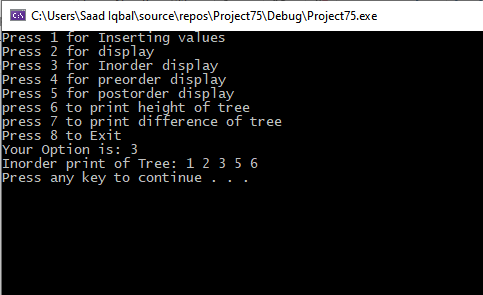 C:\Users\Saad Iqbal\source\repos\Project75\Debug\Project75.exe
Press 1 for Inserting values
Press 2 for display
Press 3 for Inorder display
Press 4 for preorder display
Press 5 for postorder display
press 6 to print height of tree
press 7 to print difference of tree
Press 8 to Exit
Your Option is: 3
Inorder print of Tree: 1 2 3 5 6
Press any key to continue . . .